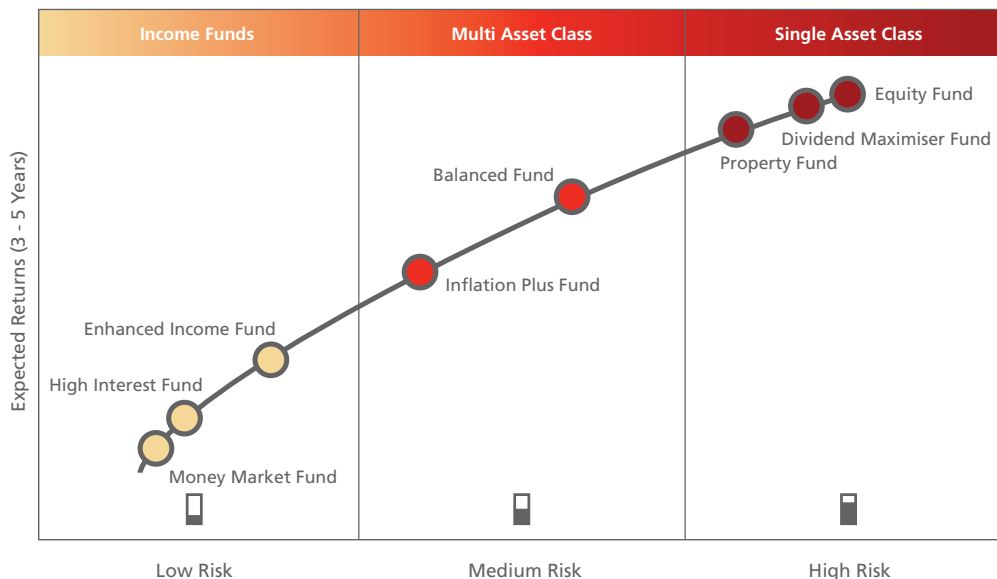 Income Funds
Multi Asset Class
Single Asset Class
Expected Returns (3 - 5 Years)
Equity Fund
Dividend Maximiser Fund
Property Fund
Balanced Fund
Inflation Plus Fund
Enhanced Income Fund
High Interest Fund
Money Market Fund
Low Risk
Medium Risk
High Risk